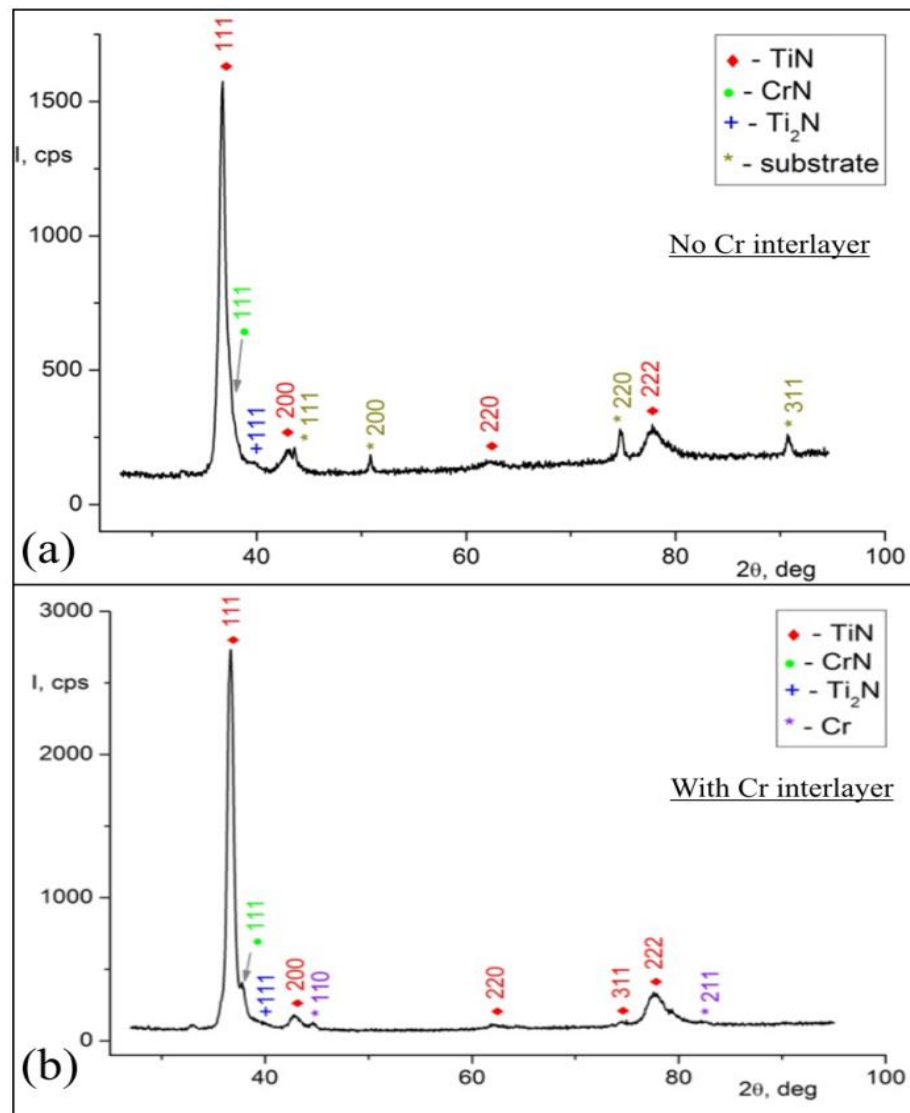 111
♦ - TiN
● - CrN
+ - Ti₂N
* - substrate
1500
I, cps
No Cr interlayer
1000
111
500
+111
200
* 111
* 200
220
* 220
222
* 311
0
40
60
80
100
2θ, deg
(a)
3000
111
♦ - TiN
● - CrN
+ - Ti₂N
* - Cr
I, cps
With Cr interlayer
2000
1000
111
+111
200
* 110
220
311
222
* 211
0
40
60
80
100
2θ, deg
(b)